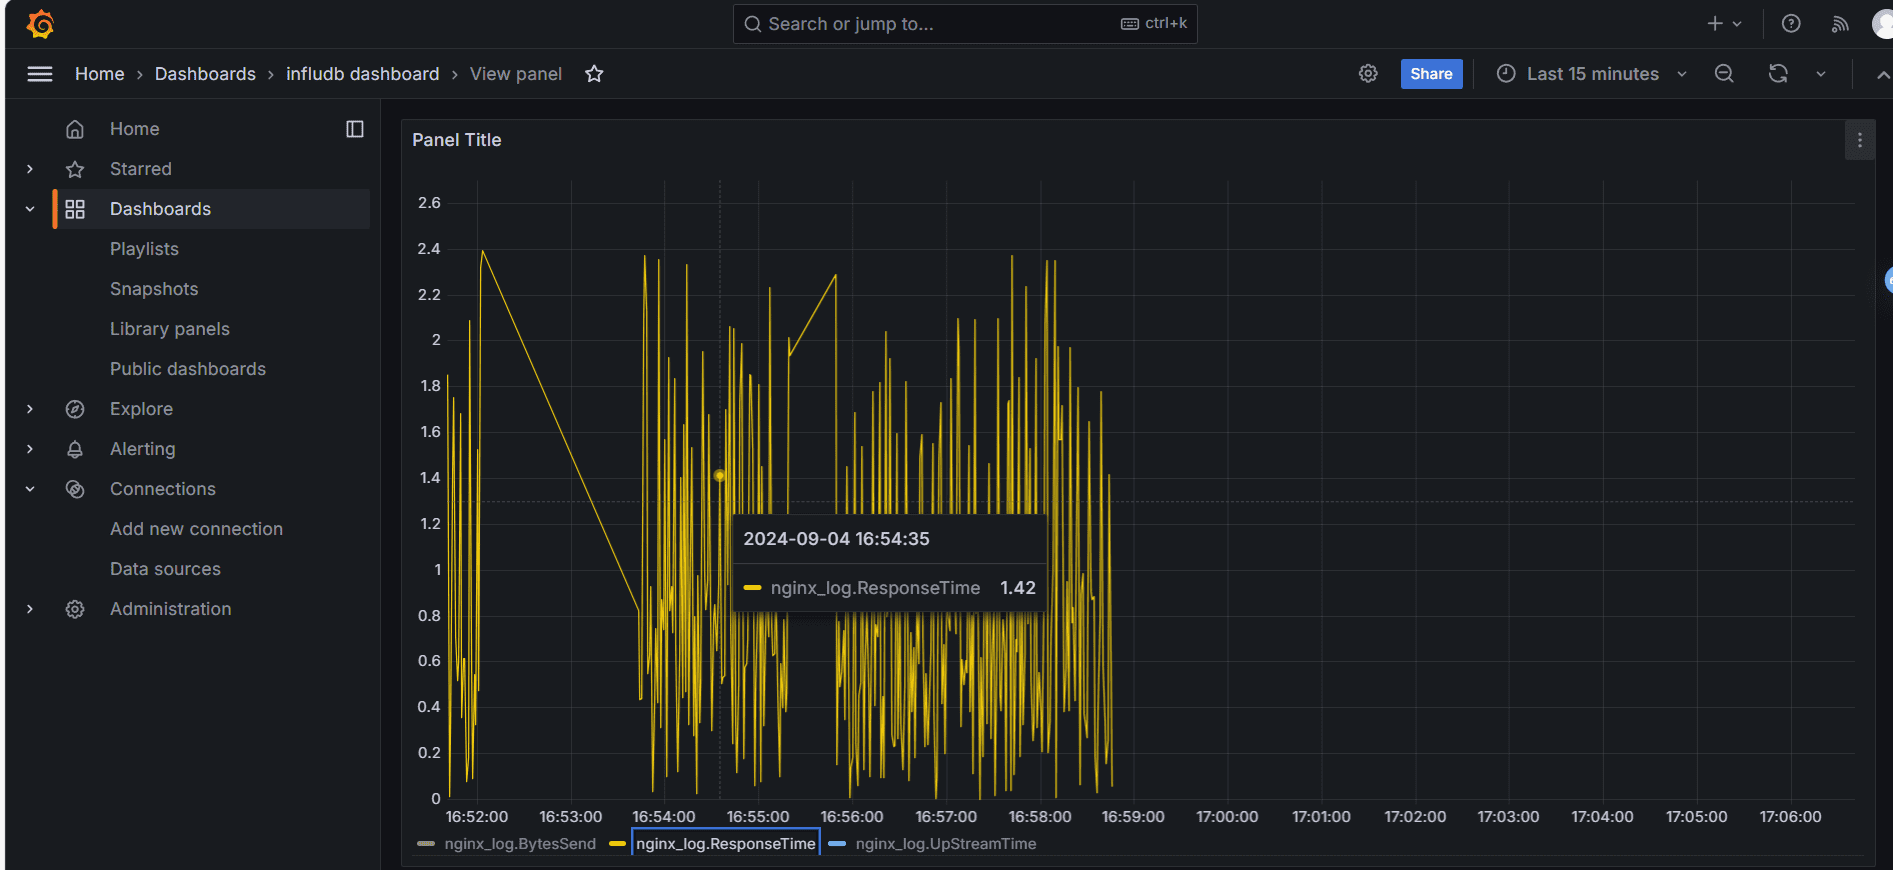 Search or jump to... ctrl+k
Home › Dashboards › infludb dashboard › View panel
Share
Last 15 minutes
Home
Starred
Dashboards
Playlists
Snapshots
Library panels
Public dashboards
Explore
Alerting
Connections
Add new connection
Data sources
Administration
Panel Title
2.6
2.4
2.2
2
1.8
1.6
1.4
1.2
1
0.8
0.6
0.4
0.2
0
2024-09-04 16:54:35
nginx_log.ResponseTime 1.42
16:52:00 16:53:00 16:54:00 16:55:00 16:56:00 16:57:00 16:58:00 16:59:00 17:00:00 17:01:00 17:02:00 17:03:00 17:04:00 17:05:00 17:06:00
nginx_log.BytesSend nginx_log.ResponseTime nginx_log.UpStreamTime